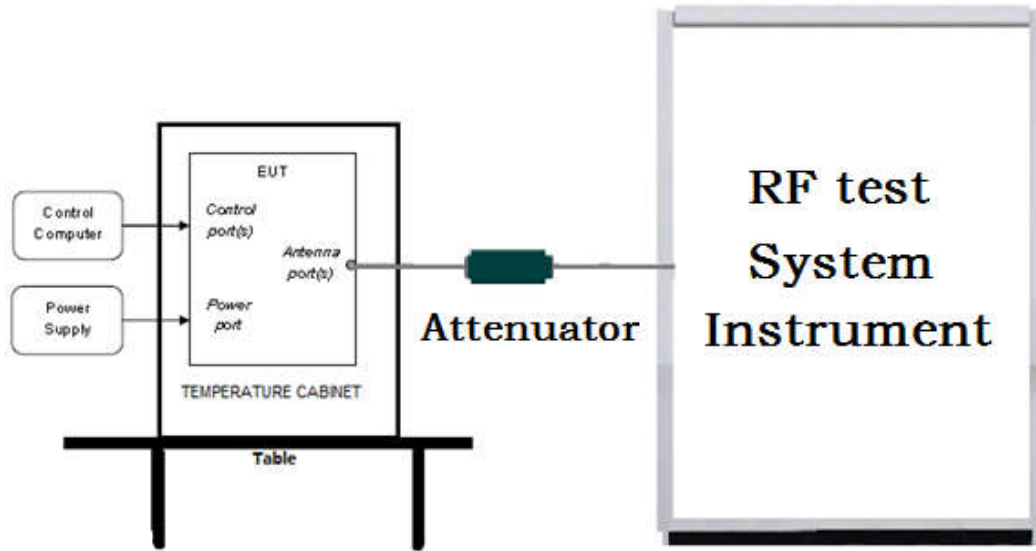 Control
Computer
Power
Supply
EUT
Control
port(s)
Antenna
port(s)
Power
port
TEMPERATURE CABINET
Table
Attenuator
RF test
System
Instrument